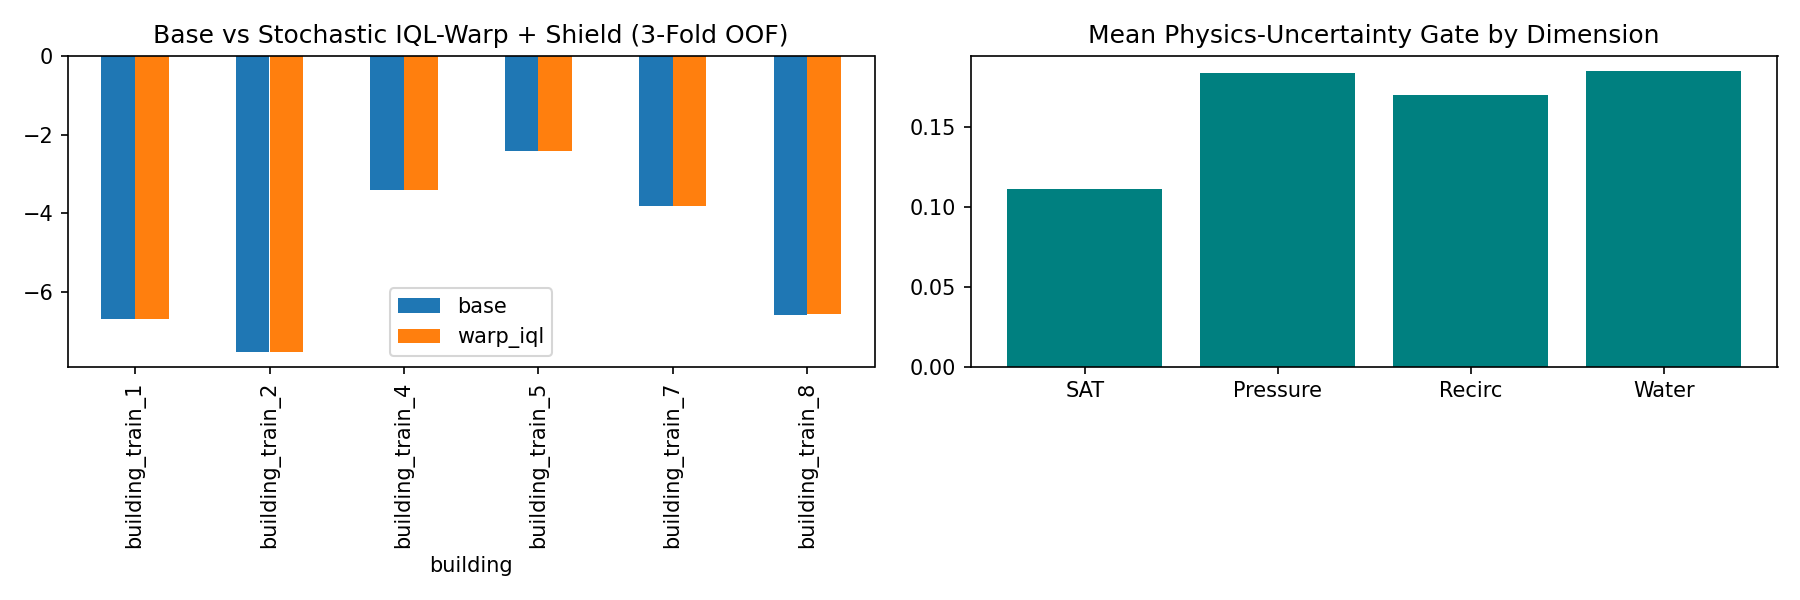 Base vs Stochastic IQL-Warp + Shield (3-Fold OOF)
0
−2
−4
−6
base
warp_iql
building_train_1
building_train_2
building_train_4
building_train_5
building_train_7
building_train_8
building
Mean Physics-Uncertainty Gate by Dimension
0.15
0.10
0.05
0.00
SAT
Pressure
Recirc
Water